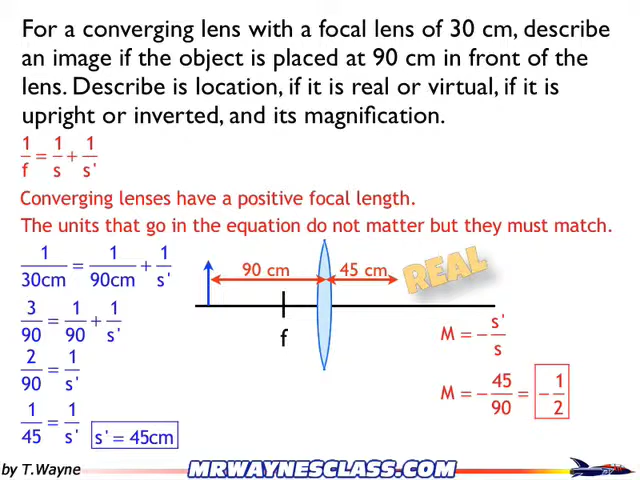 For a converging lens with a focal lens of 30 cm, describe
an image if the object is placed at 90 cm in front of the
lens. Describe is location, if it is real or virtual, if it is
upright or inverted, and its magnification.
1/f = 1/s + 1/s'
Converging lenses have a positive focal length.
The units that go in the equation do not matter but they must match.
1/30cm = 1/90cm + 1/s'
3/90 = 1/90 + 1/s'
2/90 = 1/s'
1/45 = 1/s'
s' = 45cm
90 cm
45 cm
REAL
f
M = - s'/s
M = - 45/90 = - 1/2
by T.Wayne
MRWAYNESCLASS.COM